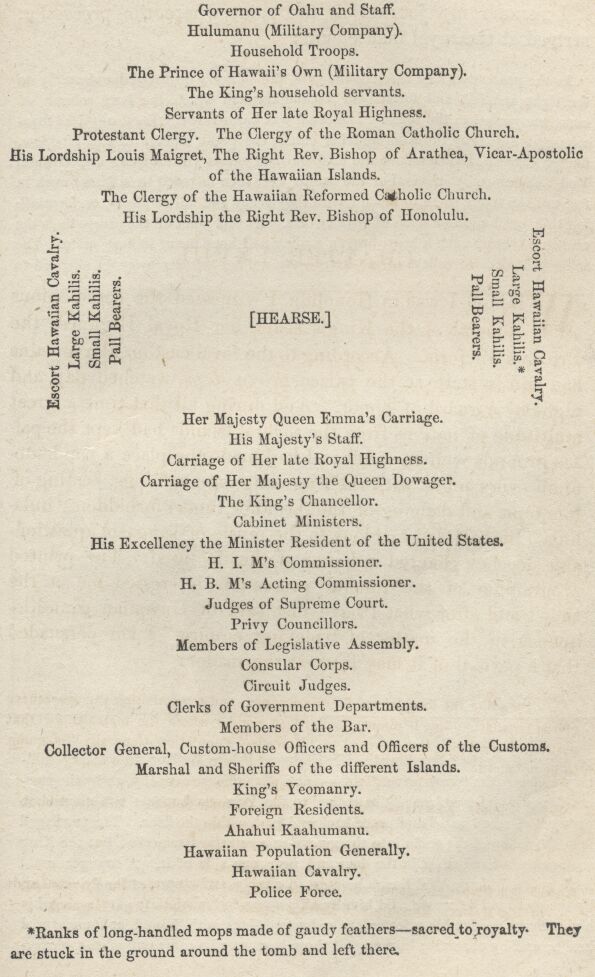 Governor of Oahu and Staff.
Hulumanu (Military Company).
Household Troops.
The Prince of Hawaii's Own (Military Company).
The King's household servants.
Servants of Her late Royal Highness.
Protestant Clergy. The Clergy of the Roman Catholic Church.
His Lordship Louis Maigret, The Right Rev. Bishop of Arathea, Vicar-Apostolic
of the Hawaiian Islands.
The Clergy of the Hawaiian Reformed Catholic Church.
His Lordship the Right Rev. Bishop of Honolulu.
Escort Hawaiian Cavalry.
Large Kahilis.
Small Kahilis.
Pall Bearers.
[HEARSE.]
Pall Bearers.
Small Kahilis.
Large Kahilis.*
Escort Hawaiian Cavalry.
Her Majesty Queen Emma's Carriage.
His Majesty's Staff.
Carriage of Her late Royal Highness.
Carriage of Her Majesty the Queen Dowager.
The King's Chancellor.
Cabinet Ministers.
His Excellency the Minister Resident of the United States.
H. I. M's Commissioner.
H. B. M's Acting Commissioner.
Judges of Supreme Court.
Privy Councillors.
Members of Legislative Assembly.
Consular Corps.
Circuit Judges.
Clerks of Government Departments.
Members of the Bar.
Collector General, Custom-house Officers and Officers of the Customs.
Marshal and Sheriffs of the different Islands.
King's Yeomanry.
Foreign Residents.
Ahahui Kaahumanu.
Hawaiian Population Generally.
Hawaiian Cavalry.
Police Force.
*Ranks of long-handled mops made of gaudy feathers—sacred to royalty. They
are stuck in the ground around the tomb and left there.